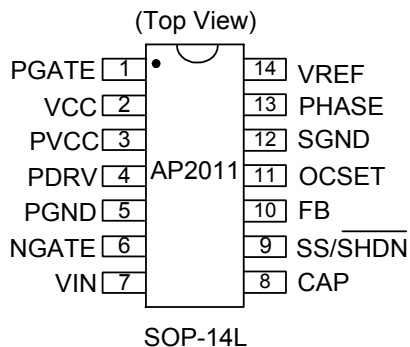 (Top View)
PGATE 1 14 VREF
VCC 2 13 PHASE
PVCC 3 12 SGND
PDRV 4 AP2011 11 OCSET
PGND 5 10 FB
NGATE 6 9 SS/SHDN
VIN 7 8 CAP
SOP-14L